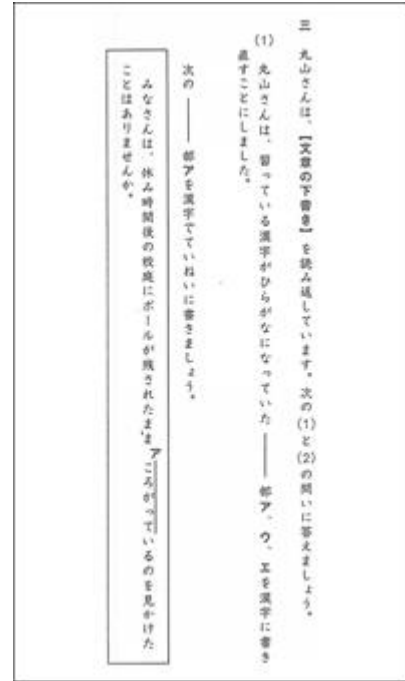 三 丸山さんは、【文章の下書き】を読み返しています。次の(1)と(2)の問いに答えましょう。
(1) 丸山さんは、習っている漢字がひらがなになっていた――部ア、ウ、エを漢字に書き
直すことにしました。
次の――部アを漢字でていねいに書きましょう。
みなさんは、休み時間後の校庭にボールが残されたまま、アころがっているのを見かけた
ことはありませんか。